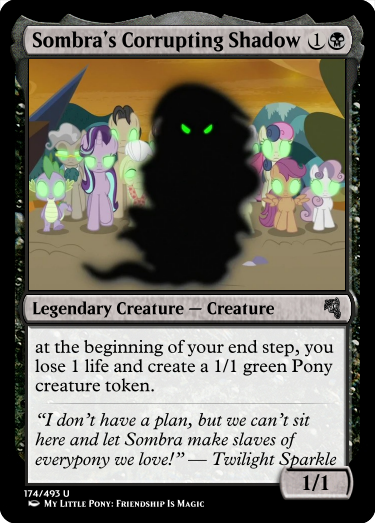 Sombra's Corrupting Shadow 1
Legendary Creature — Creature
at the beginning of your end step, you
lose 1 life and create a 1/1 green Pony
creature token.
“I don't have a plan, but we can't sit
here and let Sombra make slaves of
everypony we love!” — Twilight Sparkle
1/1
174/493 U
My Little Pony: Friendship Is Magic